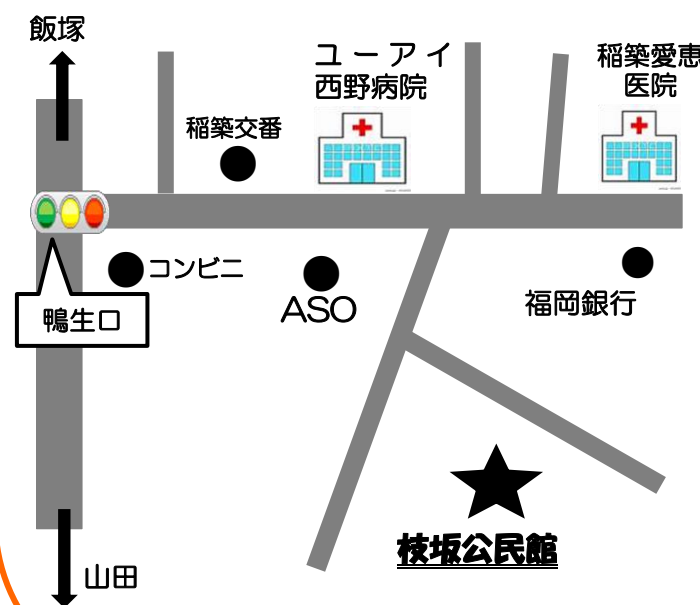 飯塚
ユーアイ
西野病院
稲築愛恵
医院
稲築交番
コンビニ
ASO
福岡銀行
鴨生口
枝坂公民館
山田